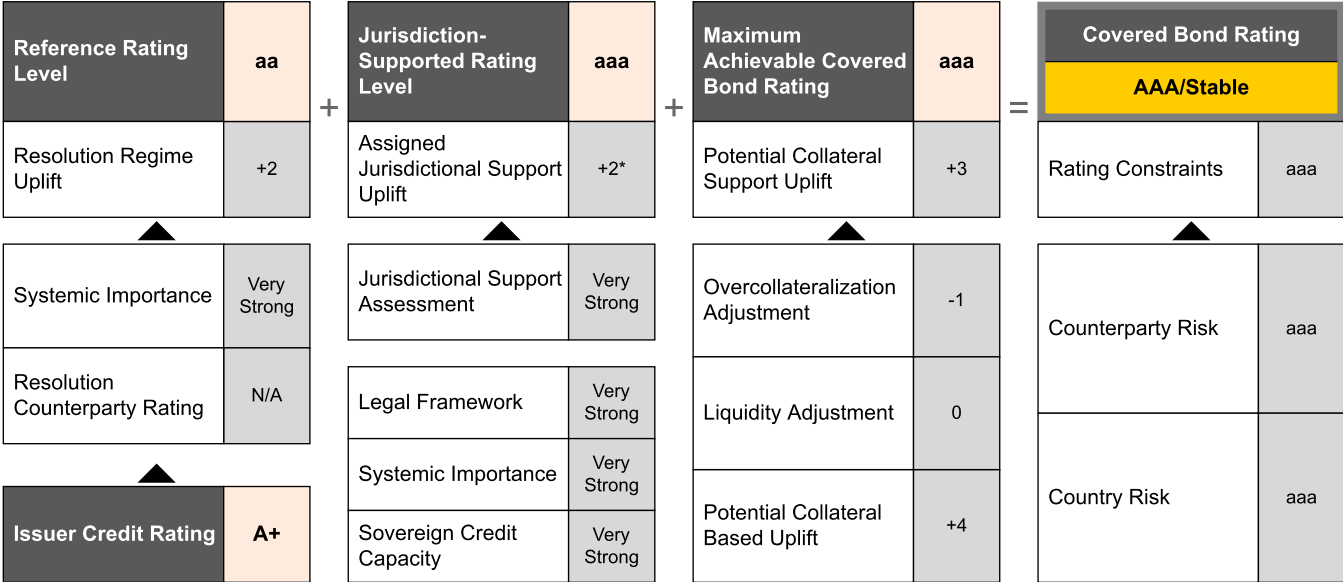 Reference Rating
Level
aa
Resolution Regime
Uplift
+2
Systemic Importance
Very
Strong
Resolution
Counterparty Rating
N/A
Issuer Credit Rating
A+
+
Jurisdiction-
Supported Rating
Level
aaa
Assigned
Jurisdictional Support
Uplift
+2*
Jurisdictional Support
Assessment
Very
Strong
Legal Framework
Very
Strong
Systemic Importance
Very
Strong
Sovereign Credit
Capacity
Very
Strong
+
Maximum
Achievable Covered
Bond Rating
aaa
Potential Collateral
Support Uplift
+3
Overcollateralization
Adjustment
-1
Liquidity Adjustment
0
Potential Collateral
Based Uplift
+4
=
Covered Bond Rating
AAA/Stable
Rating Constraints
aaa
Counterparty Risk
aaa
Country Risk
aaa